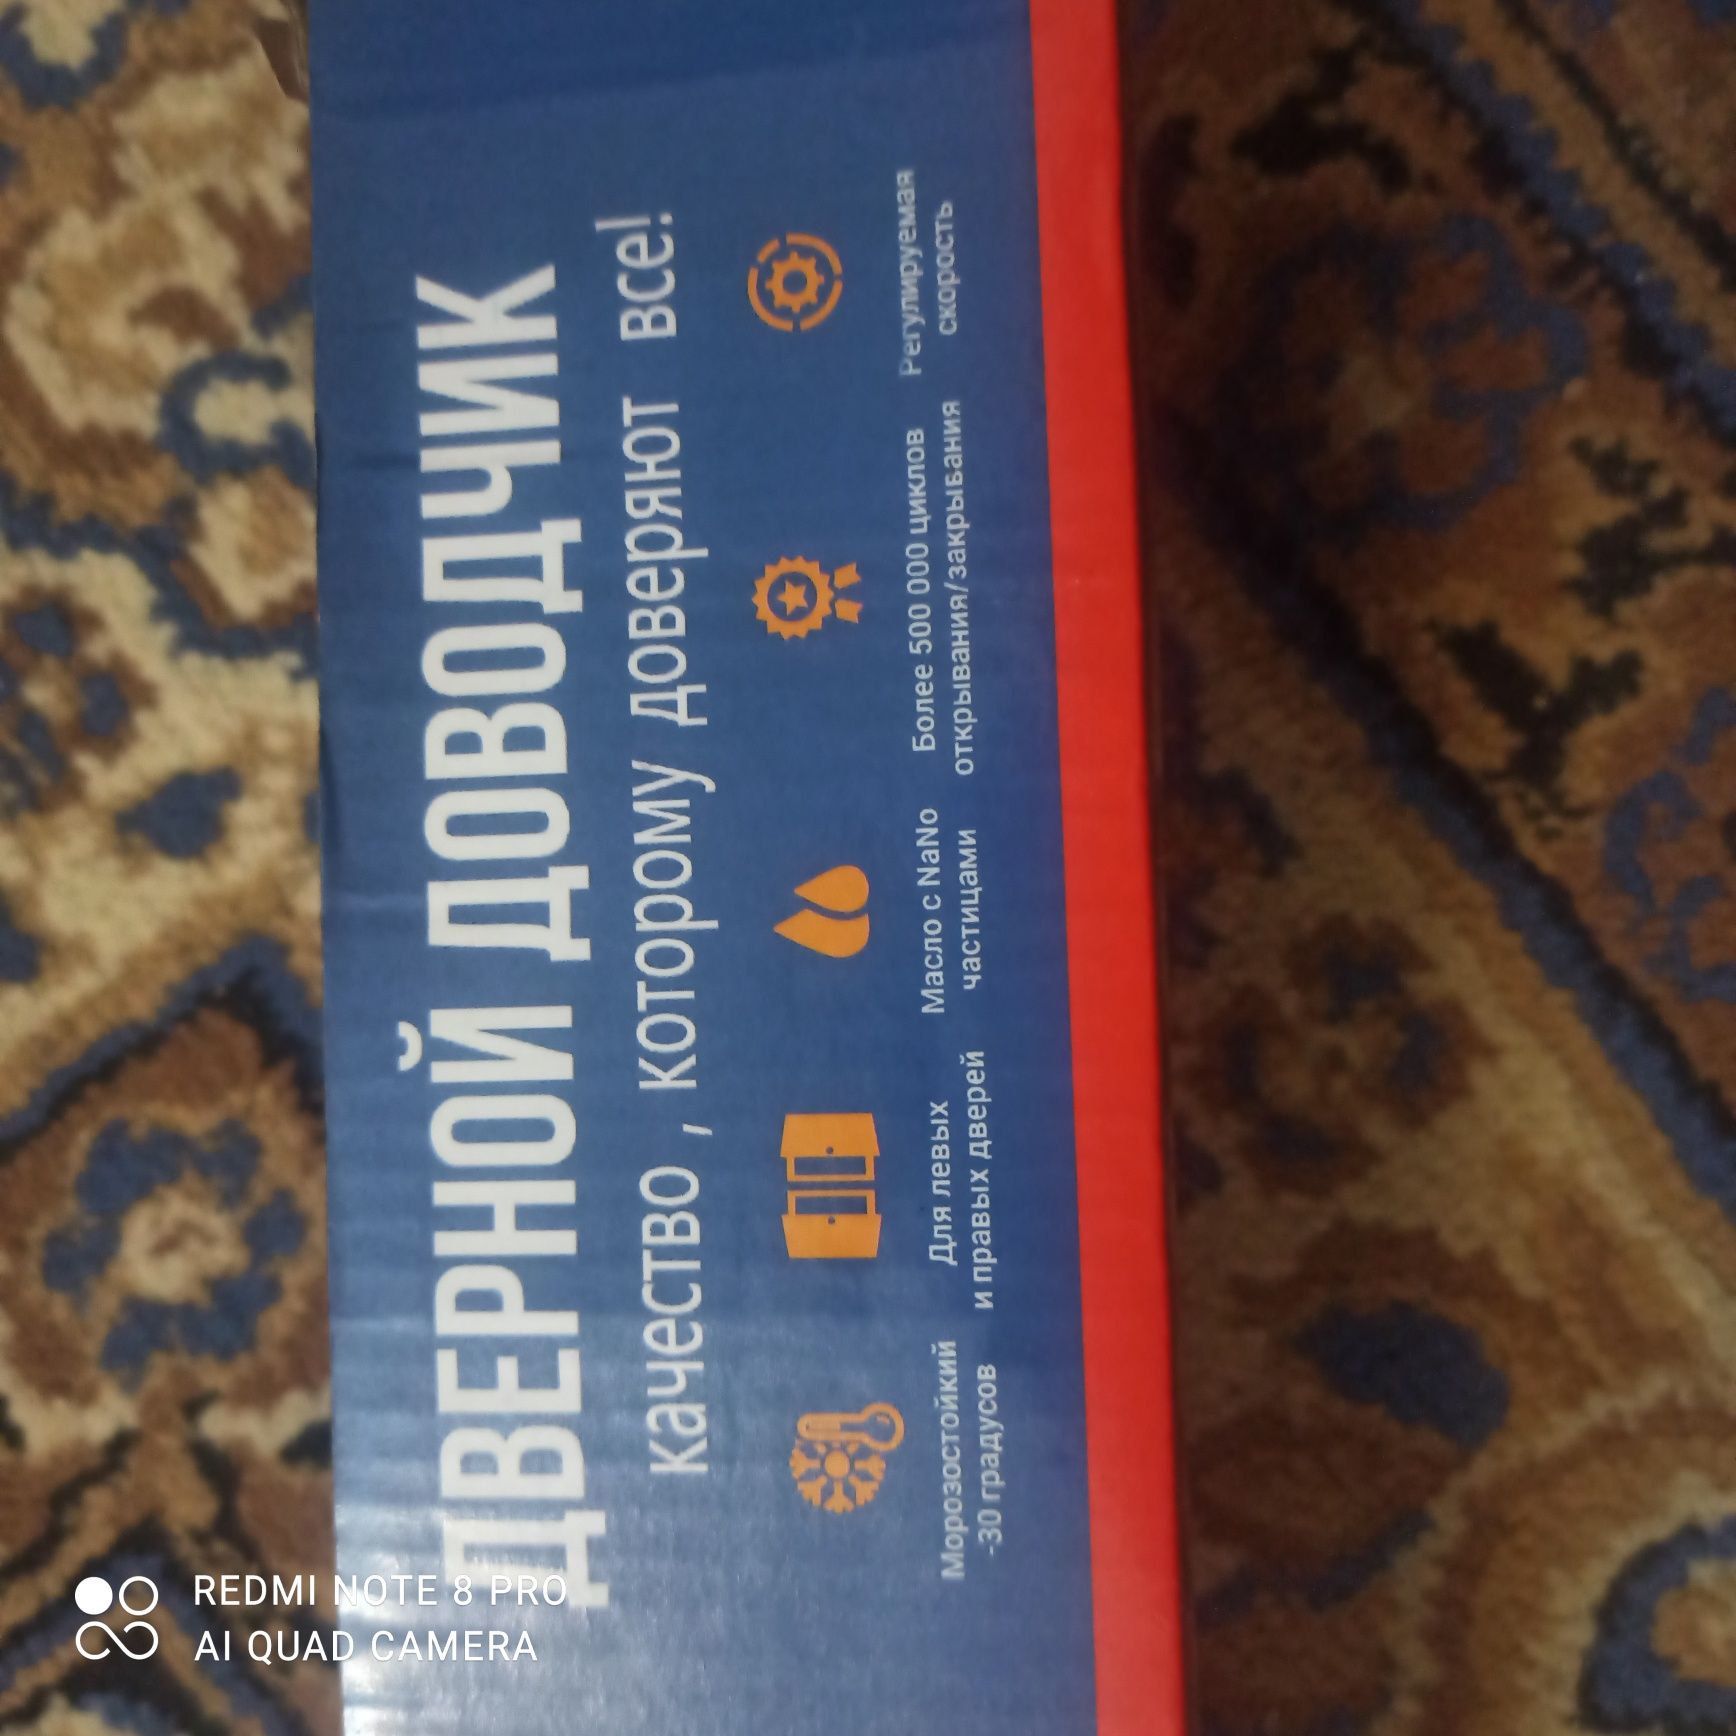 ДВЕРНОЙ ДОВОДЧИК
качество , которому доверяют все!
Морозостойкий
-30 градусов
Для левых
и правых дверей
Масло с NaNo
частицами
Более 500 000 циклов
открывания/закрывания
Регулируемая
скорость
REDMI NOTE 8 PRO
AI QUAD CAMERA